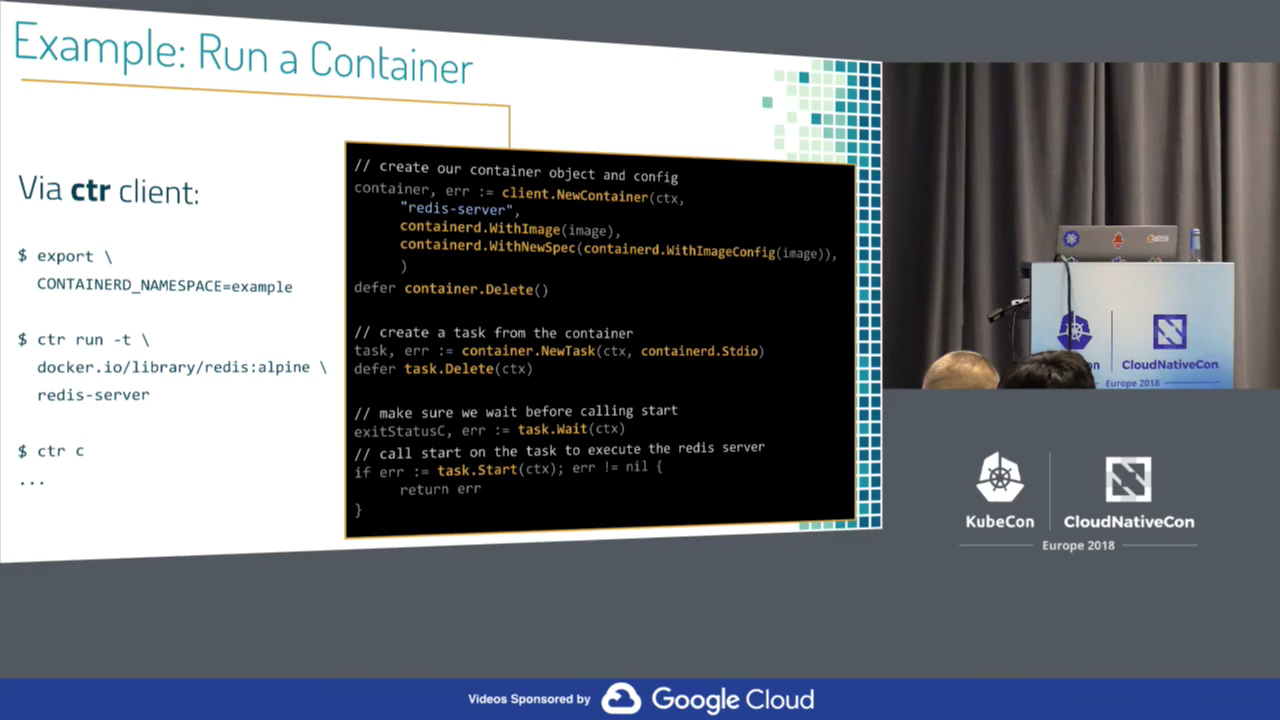 Example: Run a Container
Via ctr client:
$ export \
CONTAINERD_NAMESPACE=example
$ ctr run -t \
docker.io/library/redis:alpine \
redis-server
$ ctr c
...
// create our container object and config
container, err := client.NewContainer(ctx,
"redis-server",
containerd.WithImage(image),
containerd.WithNewSpec(containerd.WithImageConfig(image)),
)
defer container.Delete()
// create a task from the container
task, err := container.NewTask(ctx, containerd.Stdio)
defer task.Delete(ctx)
// make sure we wait before calling start
exitStatusC, err := task.Wait(ctx)
// call start on the task to execute the redis server
if err := task.Start(ctx); err != nil {
return err
}
CloudNativeCon
Europe 2018
KubeCon
CloudNativeCon
Europe 2018
Videos Sponsored by Google Cloud